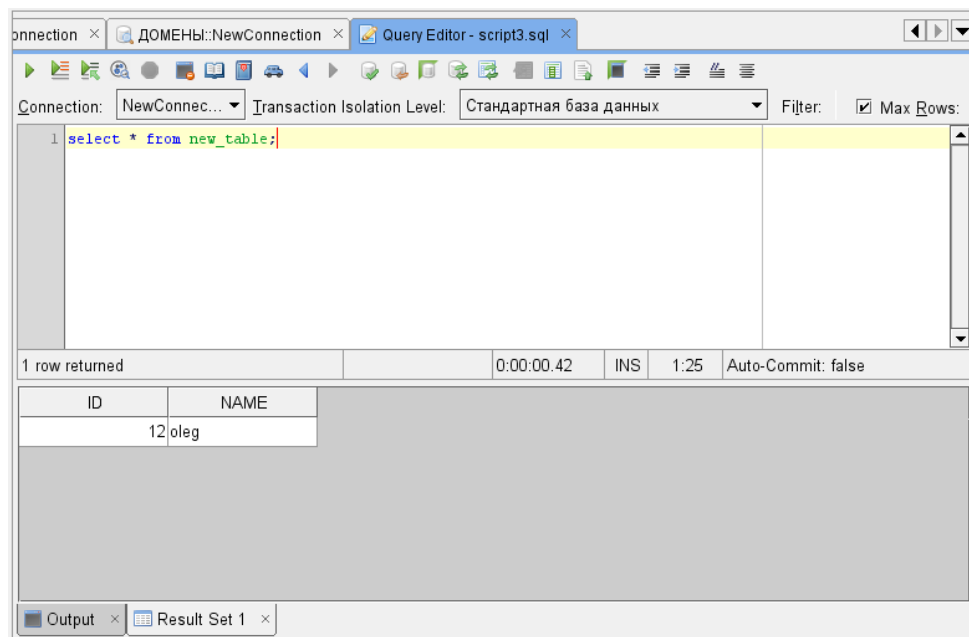 onnection × ДОМЕНЫ::NewConnection × Query Editor - script3.sql ×
Connection: NewConnec... Transaction Isolation Level: Стандартная база данных Filter: Max Rows:
1 select * from new_table;
1 row returned 0:00:00.42 INS 1:25 Auto-Commit: false
ID NAME
12 oleg
Output × Result Set 1 ×